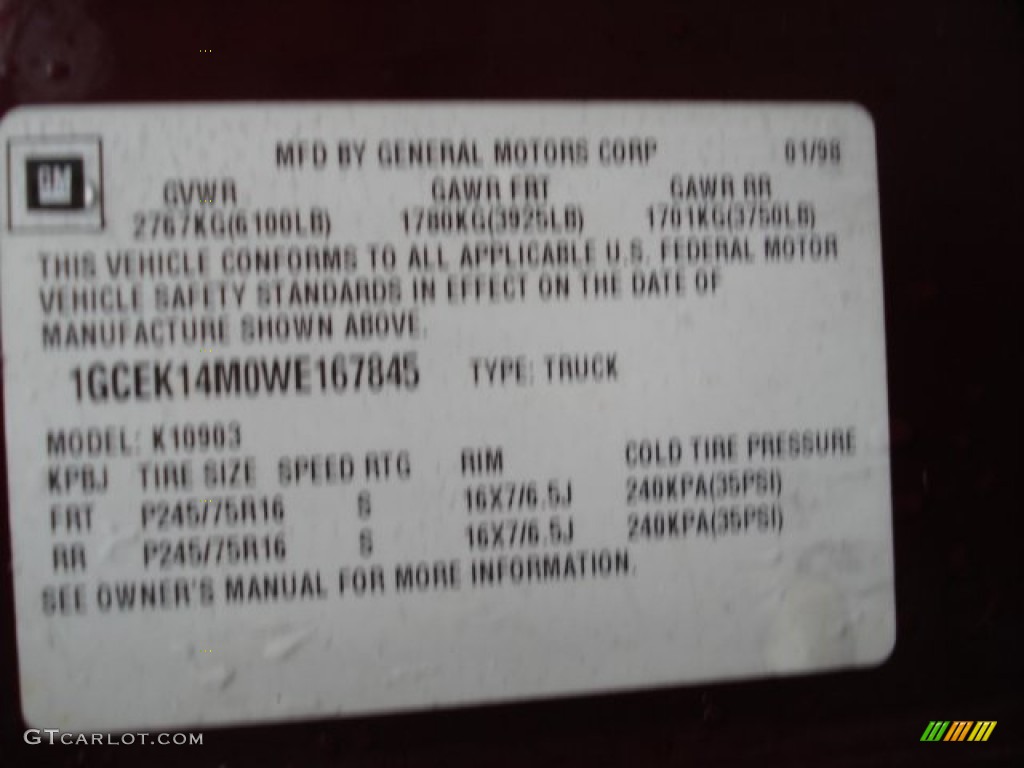 MFD BY GENERAL MOTORS CORP 01/98
GM
GVWR GAWR FRT GAWR RR
2767KG(6100LB) 1780KG(3925LB) 1701KG(3750LB)
THIS VEHICLE CONFORMS TO ALL APPLICABLE U.S. FEDERAL MOTOR
VEHICLE SAFETY STANDARDS IN EFFECT ON THE DATE OF
MANUFACTURE SHOWN ABOVE.
1GCEK14M0WE167845 TYPE: TRUCK
MODEL: K10903
KPBJ TIRE SIZE SPEED RTG RIM COLD TIRE PRESSURE
FRT P245/75R16 S 16X7/6.5J 240KPA(35PSI)
RR P245/75R16 S 16X7/6.5J 240KPA(35PSI)
SEE OWNER'S MANUAL FOR MORE INFORMATION.
GTCARLOT.COM